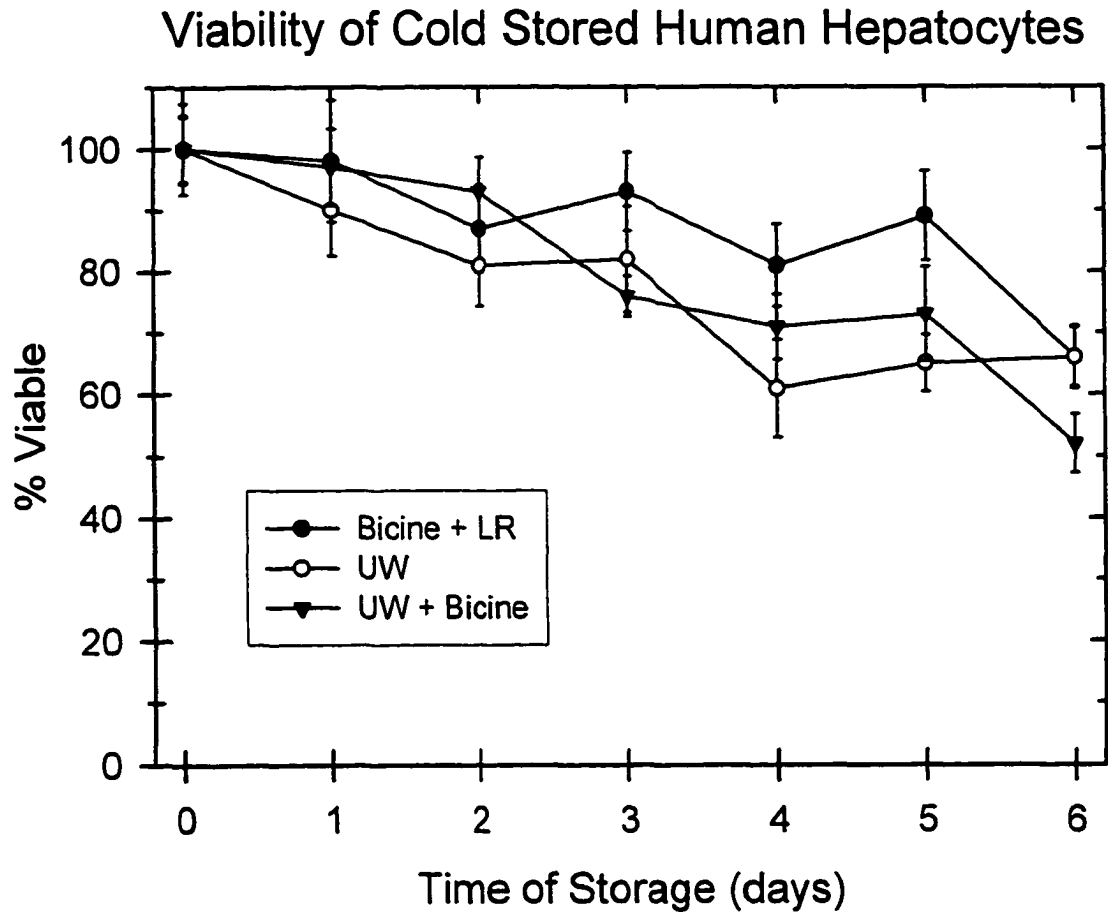 Viability of Cold Stored Human Hepatocytes
% Viable
100
80
60
40
20
0
Bicine + LR
UW
UW + Bicine
0 1 2 3 4 5 6
Time of Storage (days)